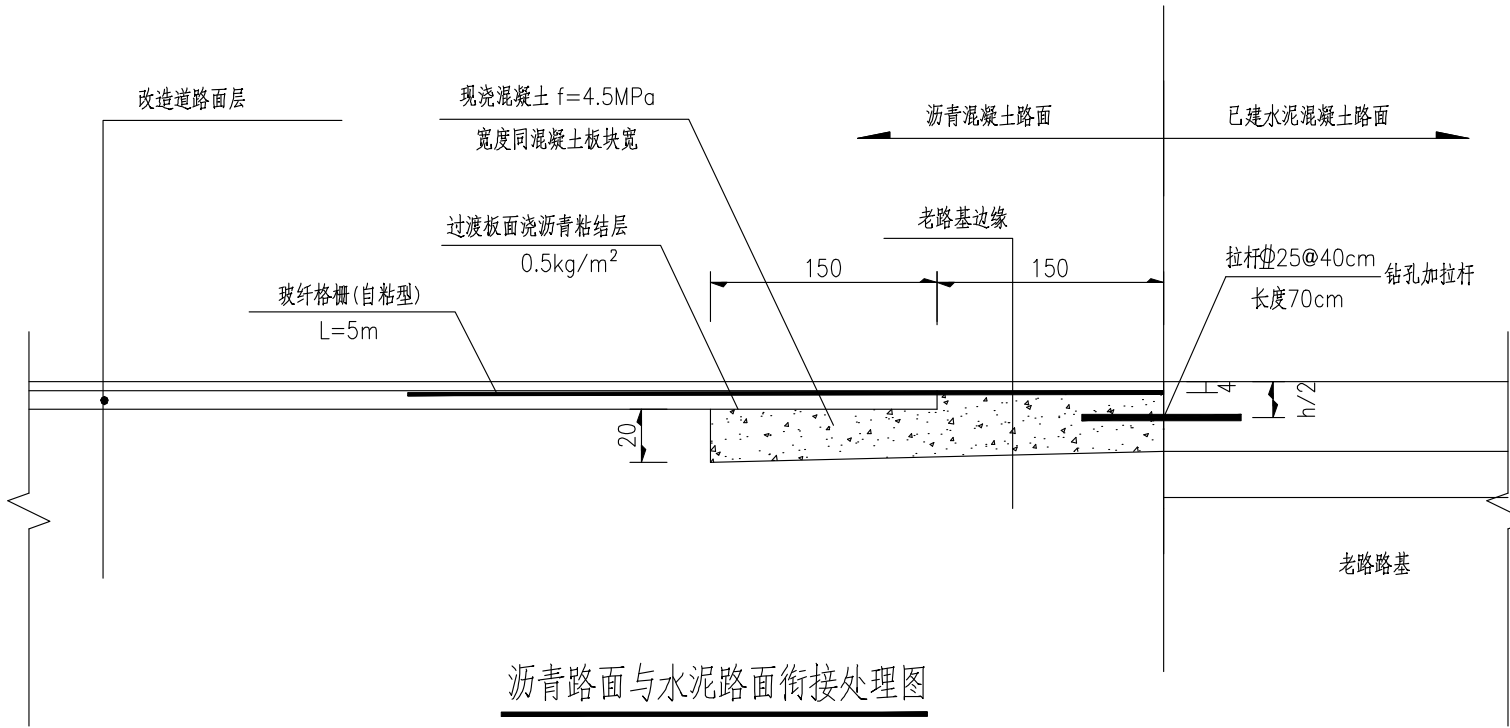 改造道路面层
现浇混凝土 f=4.5MPa
宽度同混凝土板块宽
沥青混凝土路面
已建水泥混凝土路面
过渡板面浇沥青粘结层
0.5kg/m²
老路基边缘
150
150
拉杆⌀25@40cm
长度70cm
钻孔加拉杆
玻纤格栅(自粘型)
L=5m
4
h/2
20
老路路基
沥青路面与水泥路面衔接处理图